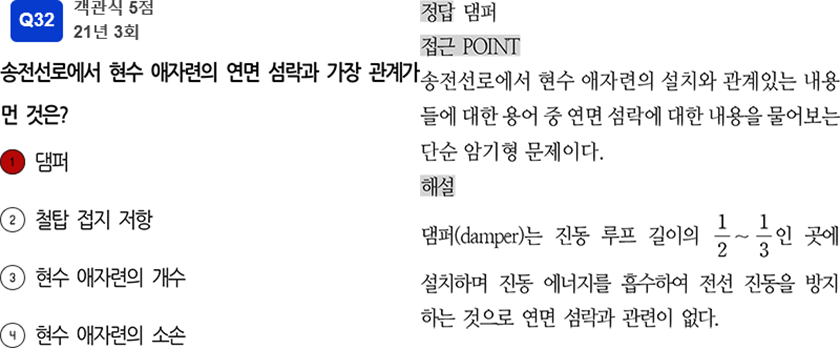 Q32
객관식 5점
21년 3회
송전선로에서 현수 애자련의 연면 섬락과 가장 관계가
먼 것은?
1 댐퍼
2 철탑 접지 저항
3 현수 애자련의 개수
4 현수 애자련의 소손
정답 댐퍼
접근 POINT
송전선로에서 현수 애자련의 설치와 관계있는 내용
들에 대한 용어 중 연면 섬락에 대한 내용을 물어보는
단순 암기형 문제이다.
해설
댐퍼(damper)는 진동 루프 길이의 1/2 ~ 1/3인 곳에
설치하며 진동 에너지를 흡수하여 전선 진동을 방지
하는 것으로 연면 섬락과 관련이 없다.